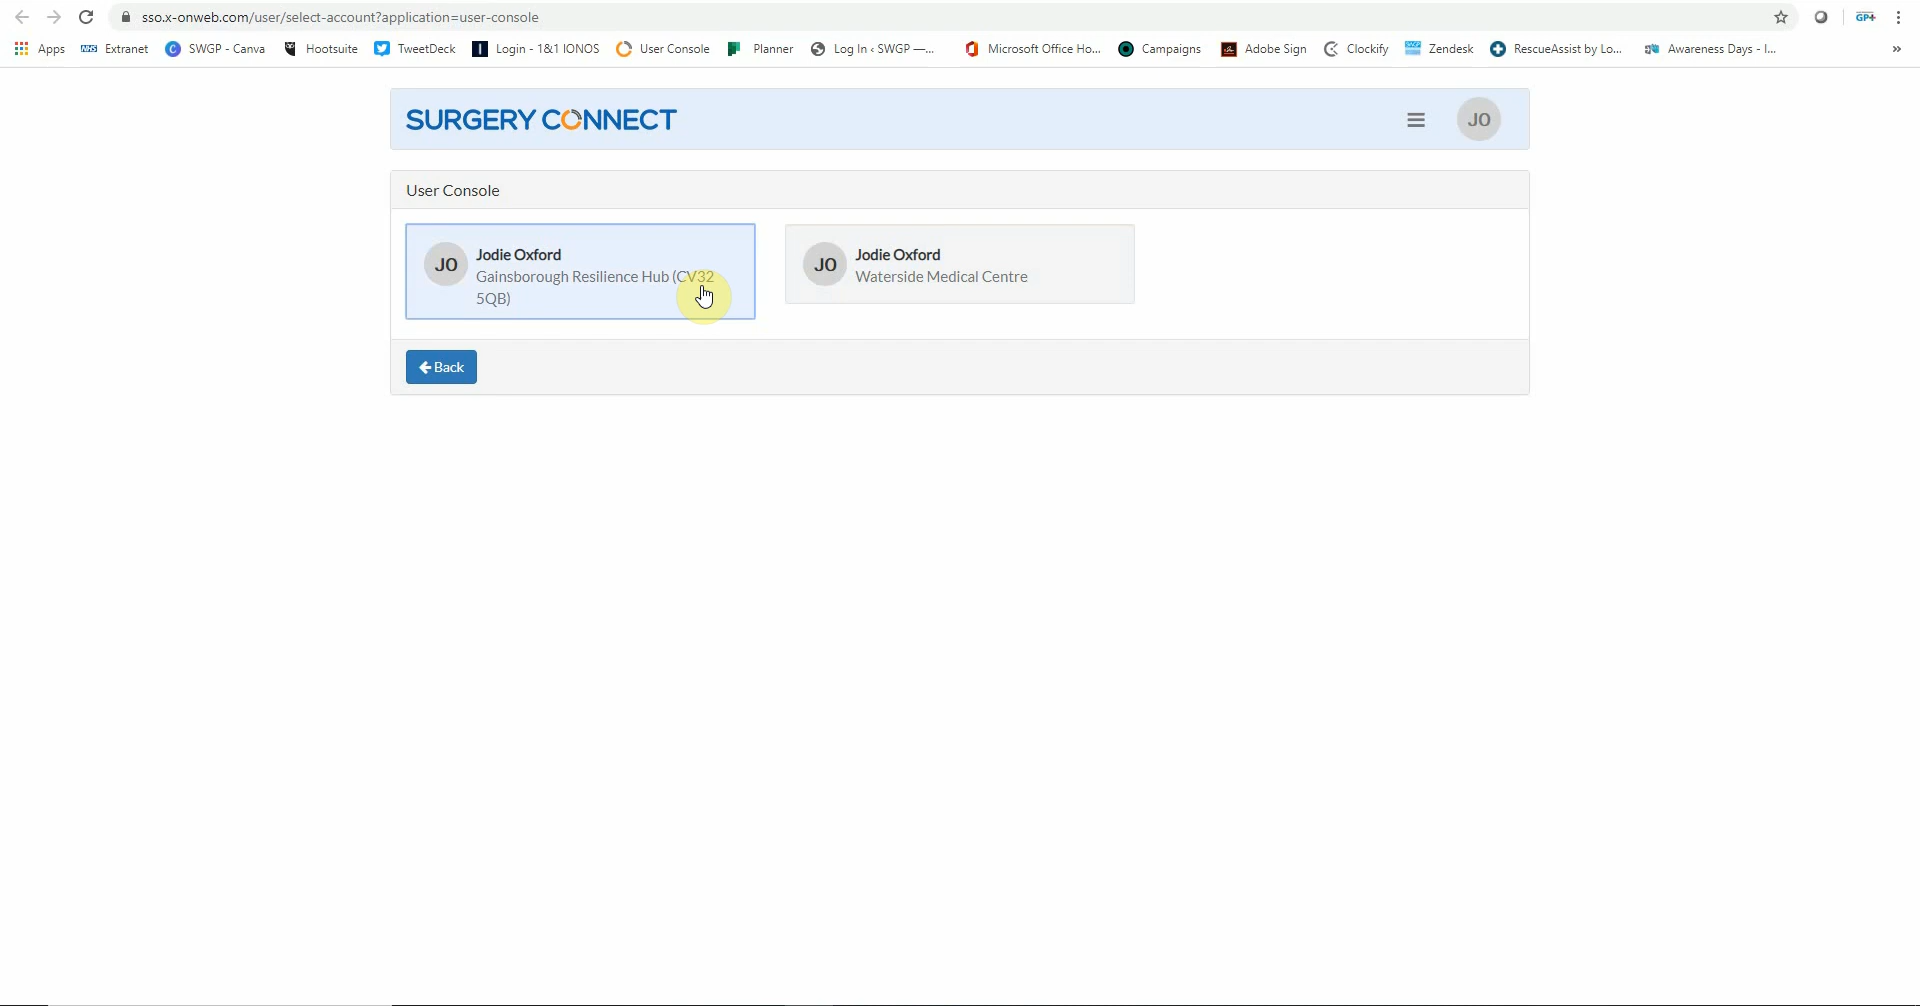 sso.x-onweb.com/user/select-account?application=user-console
GP+
Apps NHS Extranet C SWGP - Canva Hootsuite TweetDeck Login - 1&1 IONOS User Console Planner Log In ‹ SWGP —... Microsoft Office Ho... Campaigns Adobe Sign Clockify Zendesk RescueAssist by Lo... Awareness Days - I... »
SURGERY CONNECT
JO
User Console
JO
Jodie Oxford
Gainsborough Resilience Hub (CV32
5QB)
JO
Jodie Oxford
Waterside Medical Centre
Back